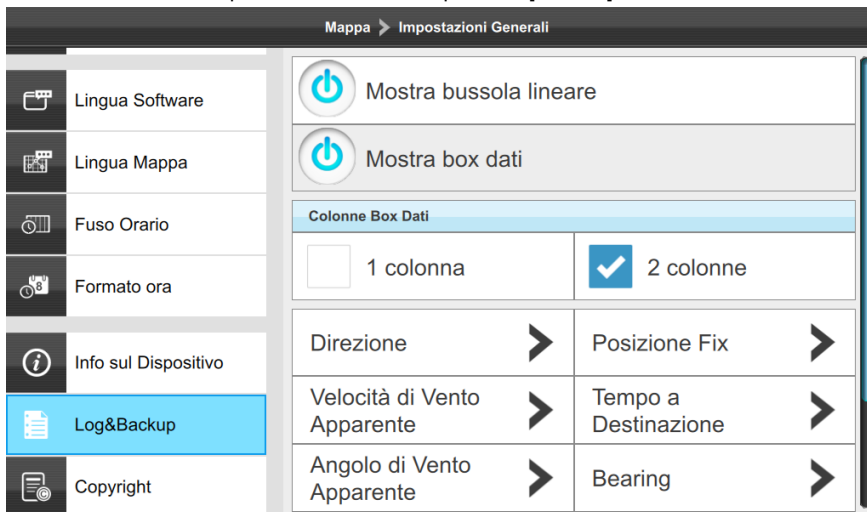 Mappa > Impostazioni Generali
Lingua Software
Lingua Mappa
Fuso Orario
8
Formato ora
Info sul Dispositivo
Log&Backup
Copyright
Mostra bussola lineare
Mostra box dati
Colonne Box Dati
1 colonna
2 colonne
Direzione
Posizione Fix
Velocità di Vento
Apparente
Tempo a
Destinazione
Angolo di Vento
Apparente
Bearing